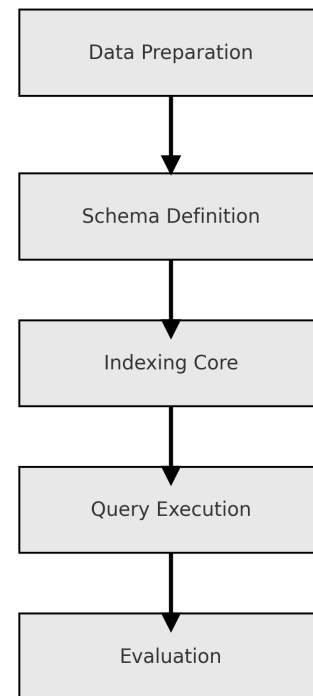 Data Preparation
Schema Definition
Indexing Core
Query Execution
Evaluation